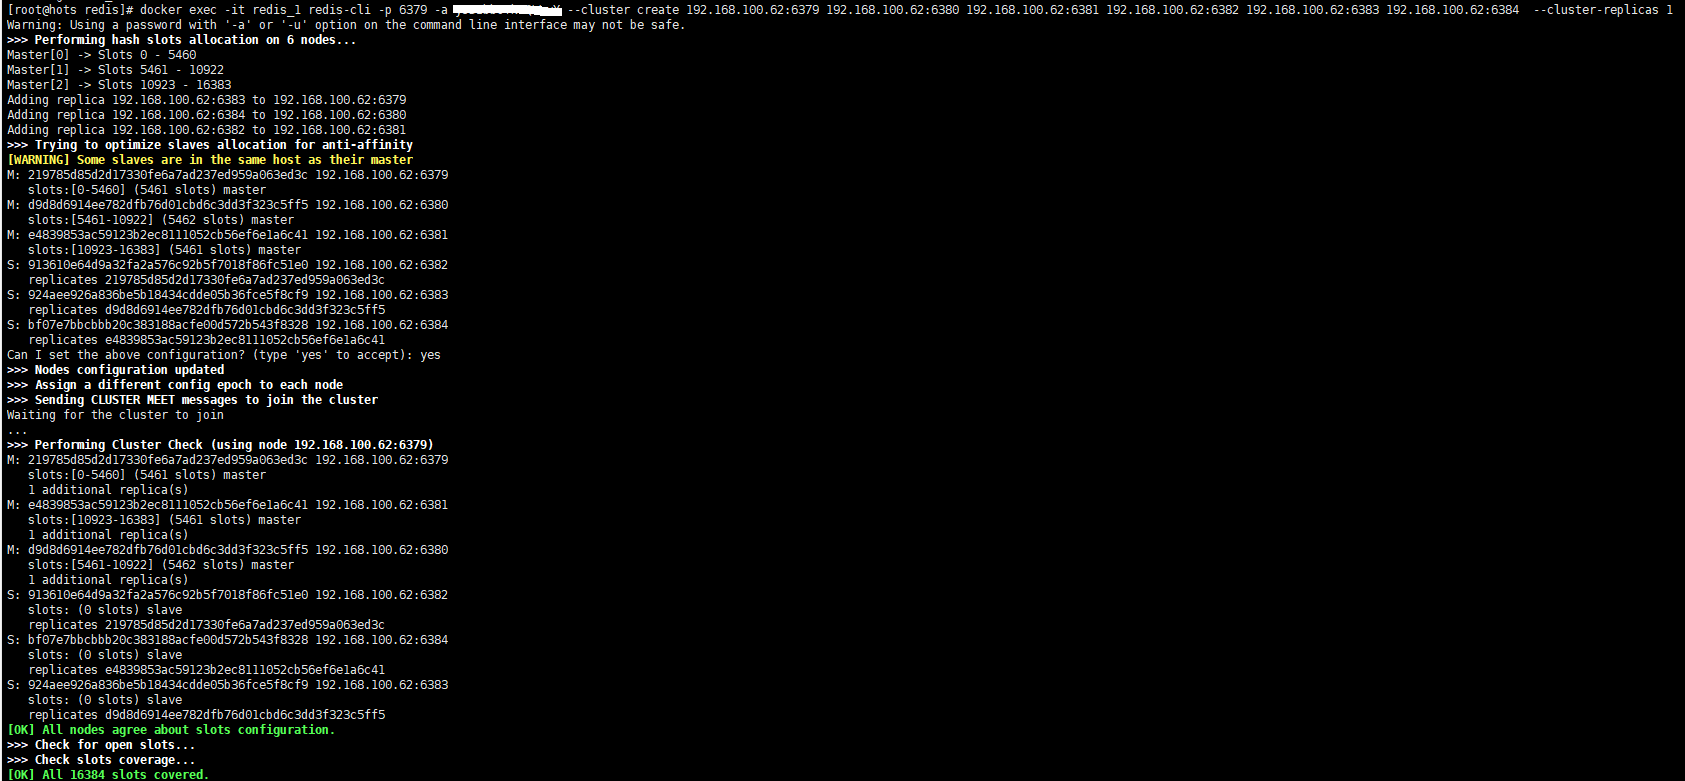 [root@hots redis]# docker exec -it redis_1 redis-cli -p 6379 -a --cluster create 192.168.100.62:6379 192.168.100.62:6380 192.168.100.62:6381 192.168.100.62:6382 192.168.100.62:6383 192.168.100.62:6384  --cluster-replicas 1
Warning: Using a password with '-a' or '-u' option on the command line interface may not be safe.
>>> Performing hash slots allocation on 6 nodes...
Master[0] -> Slots 0 - 5460
Master[1] -> Slots 5461 - 10922
Master[2] -> Slots 10923 - 16383
Adding replica 192.168.100.62:6383 to 192.168.100.62:6379
Adding replica 192.168.100.62:6384 to 192.168.100.62:6380
Adding replica 192.168.100.62:6382 to 192.168.100.62:6381
>>> Trying to optimize slaves allocation for anti-affinity
[WARNING] Some slaves are in the same host as their master
M: 219785d85d2d17330fe6a7ad237ed959a063ed3c 192.168.100.62:6379
   slots:[0-5460] (5461 slots) master
M: d9d8d6914ee782dfb76d01cbd6c3dd3f323c5ff5 192.168.100.62:6380
   slots:[5461-10922] (5462 slots) master
M: e4839853ac59123b2ec8111052cb56ef6e1a6c41 192.168.100.62:6381
   slots:[10923-16383] (5461 slots) master
S: 913610e64d9a32fa2a576c92b5f7018f86fc51e0 192.168.100.62:6382
   replicates 219785d85d2d17330fe6a7ad237ed959a063ed3c
S: 924aee926a836be5b18434cdde05b36fce5f8cf9 192.168.100.62:6383
   replicates d9d8d6914ee782dfb76d01cbd6c3dd3f323c5ff5
S: bf07e7bbcbbb20c383188acfe00d572b543f8328 192.168.100.62:6384
   replicates e4839853ac59123b2ec8111052cb56ef6e1a6c41
Can I set the above configuration? (type 'yes' to accept): yes
>>> Nodes configuration updated
>>> Assign a different config epoch to each node
>>> Sending CLUSTER MEET messages to join the cluster
Waiting for the cluster to join
...
>>> Performing Cluster Check (using node 192.168.100.62:6379)
M: 219785d85d2d17330fe6a7ad237ed959a063ed3c 192.168.100.62:6379
   slots:[0-5460] (5461 slots) master
   1 additional replica(s)
M: e4839853ac59123b2ec8111052cb56ef6e1a6c41 192.168.100.62:6381
   slots:[10923-16383] (5461 slots) master
   1 additional replica(s)
M: d9d8d6914ee782dfb76d01cbd6c3dd3f323c5ff5 192.168.100.62:6380
   slots:[5461-10922] (5462 slots) master
   1 additional replica(s)
S: 913610e64d9a32fa2a576c92b5f7018f86fc51e0 192.168.100.62:6382
   slots: (0 slots) slave
   replicates 219785d85d2d17330fe6a7ad237ed959a063ed3c
S: bf07e7bbcbbb20c383188acfe00d572b543f8328 192.168.100.62:6384
   slots: (0 slots) slave
   replicates e4839853ac59123b2ec8111052cb56ef6e1a6c41
S: 924aee926a836be5b18434cdde05b36fce5f8cf9 192.168.100.62:6383
   slots: (0 slots) slave
   replicates d9d8d6914ee782dfb76d01cbd6c3dd3f323c5ff5
[OK] All nodes agree about slots configuration.
>>> Check for open slots...
>>> Check slots coverage...
[OK] All 16384 slots covered.